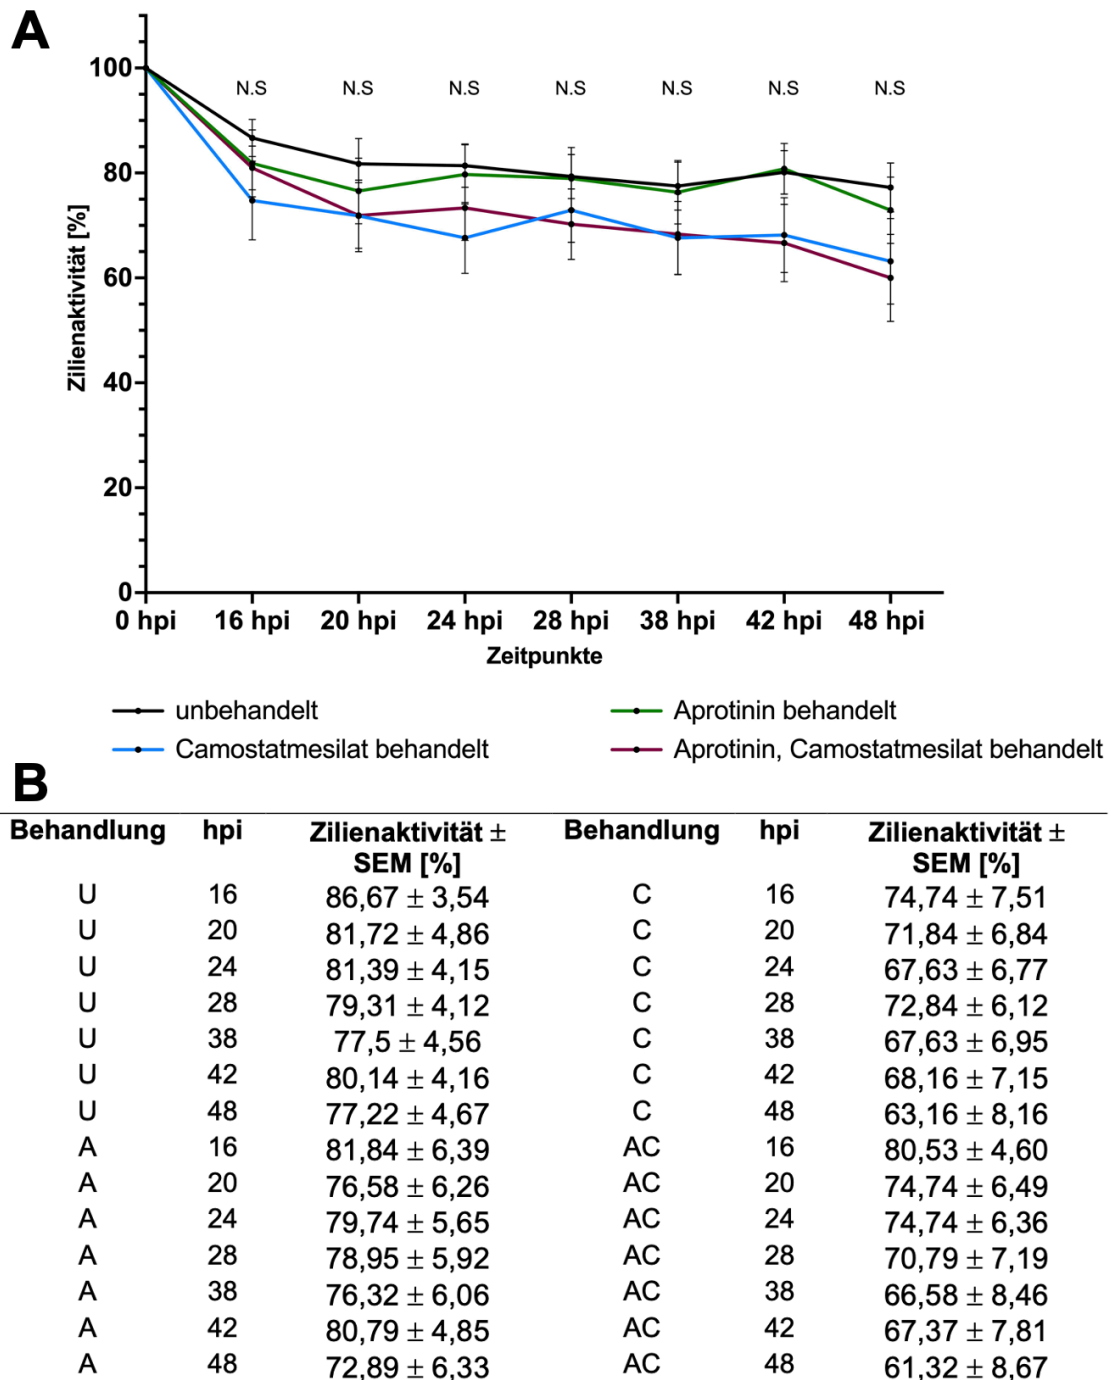 A
100
80
60
40
20
0
Zilienaktivität [%]
N.S N.S N.S N.S N.S N.S N.S
0 hpi 16 hpi 20 hpi 24 hpi 28 hpi 38 hpi 42 hpi 48 hpi
Zeitpunkte
unbehandelt Aprotinin behandelt
Camostatmesilat behandelt Aprotinin, Camostatmesilat behandelt
B
Behandlung hpi Zilienaktivität ± Behandlung hpi Zilienaktivität ±
SEM [%] SEM [%]
U 16 86,67 ± 3,54 C 16 74,74 ± 7,51
U 20 81,72 ± 4,86 C 20 71,84 ± 6,84
U 24 81,39 ± 4,15 C 24 67,63 ± 6,77
U 28 79,31 ± 4,12 C 28 72,84 ± 6,12
U 38 77,5 ± 4,56 C 38 67,63 ± 6,95
U 42 80,14 ± 4,16 C 42 68,16 ± 7,15
U 48 77,22 ± 4,67 C 48 63,16 ± 8,16
A 16 81,84 ± 6,39 AC 16 80,53 ± 4,60
A 20 76,58 ± 6,26 AC 20 74,74 ± 6,49
A 24 79,74 ± 5,65 AC 24 74,74 ± 6,36
A 28 78,95 ± 5,92 AC 28 70,79 ± 7,19
A 38 76,32 ± 6,06 AC 38 66,58 ± 8,46
A 42 80,79 ± 4,85 AC 42 67,37 ± 7,81
A 48 72,89 ± 6,33 AC 48 61,32 ± 8,67